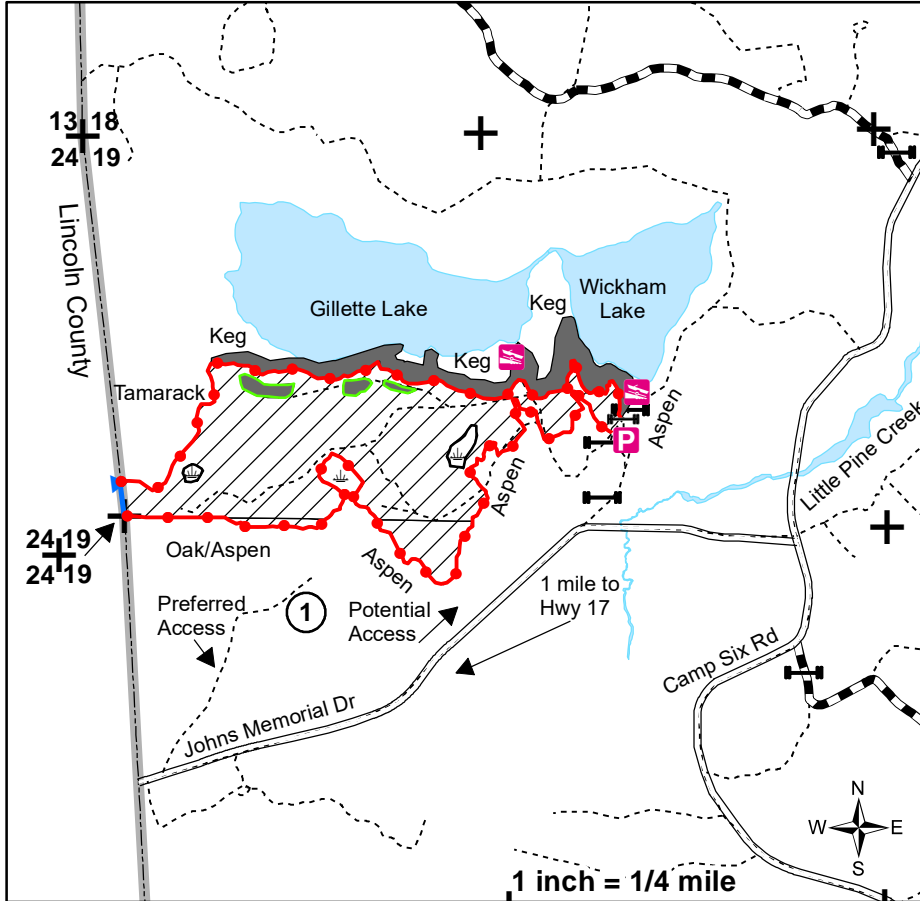 13 18
24 19
Lincoln County
Gillette Lake
Wickham
Lake
Keg
Keg
Keg
Tamarack
P
Aspen
Little Pine Creek
Aspen
24 19
24 19
Oak/Aspen
Aspen
Preferred
Access
1
Potential
Access
1 mile to
Hwy 17
Camp Six Rd
Johns Memorial Dr
N
W E
S
1 inch = 1/4 mile